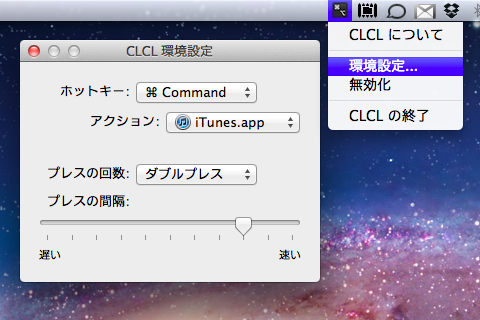 CLCL について
環境設定...
無効化
CLCL の終了
CLCL 環境設定
ホットキー: ⌘ Command
アクション: iTunes.app
プレスの回数: ダブルプレス
プレスの間隔:
遅い 速い